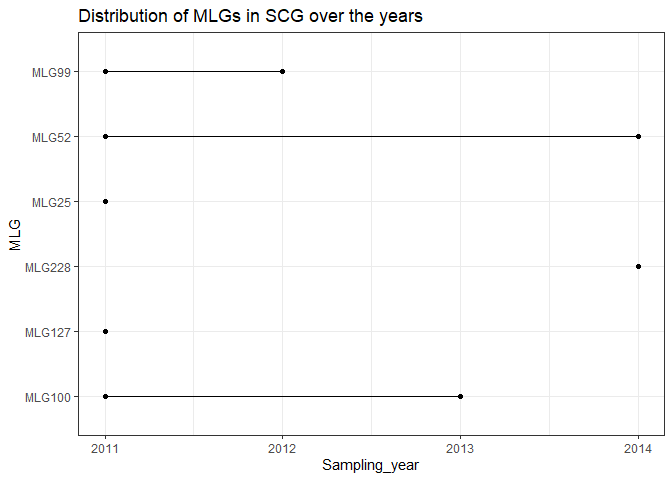 Distribution of MLGs in SCG over the years
MLG99
MLG52
MLG25
MLG228
MLG127
MLG100
MLG
2011 2012 2013 2014
Sampling_year